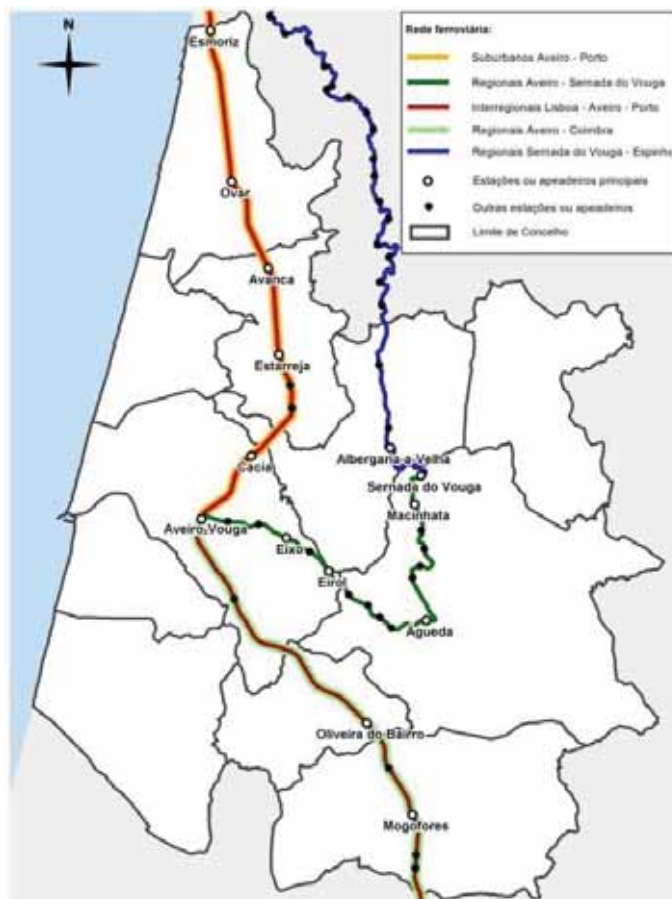 N
Rede ferroviária:
Suburbanos Aveiro - Porto
Regionais Aveiro - Sernada do Vouga
Interregionais Lisboa - Aveiro - Porto
Regionais Aveiro - Coimbra
Regionais Sernada do Vouga - Espinho
Estações ou apeadeiros principais
Outras estações ou apeadeiros
Limite de Concelho
Esmoriz
Ovar
Avanca
Estarreja
Cacia
Albergaria-a-Velha
Sernada do Vouga
Macinhata
Aveiro-Vouga
Eixo
Eirol
Agueda
Oliveira do Bairro
Mogofores